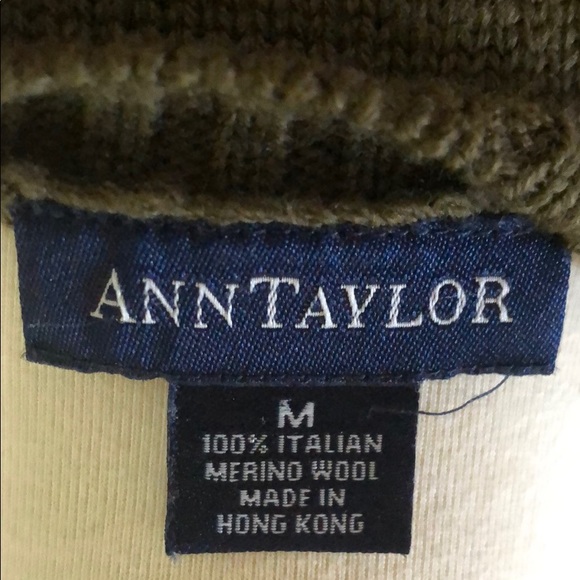 ANNTAYLOR
M
100% ITALIAN
MERINO WOOL
MADE IN
HONG KONG